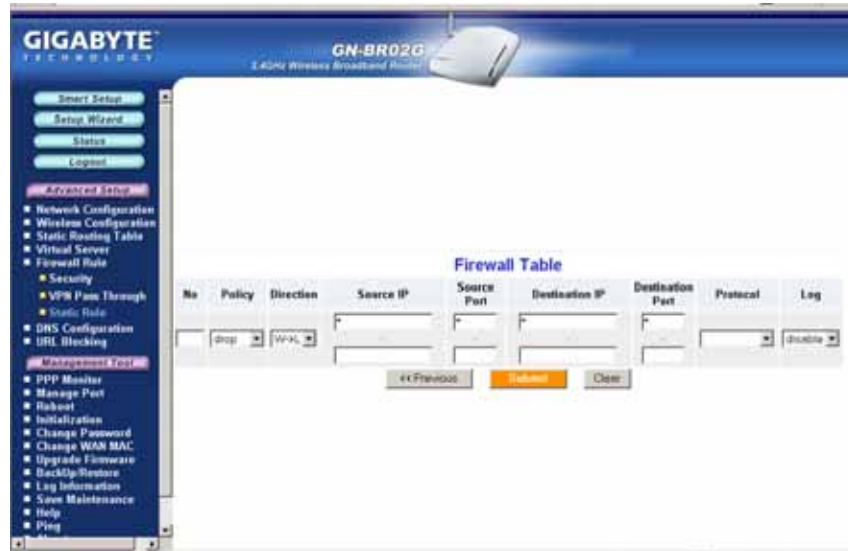 GIGABYTE
TECHNOLOGY
GN-BR02G
2.4GHz Wireless Broadband Router
Smart Setup
Setup Wizard
Status
Logout
Advanced Setup
Network Configuration
Wireless Configuration
Static Routing Table
Virtual Server
Firewall Rule
Security
VPN Pass Through
Static Rule
DNS Configuration
URL Blocking
Management Tool
PPP Monitor
Manage Port
Reboot
Initialization
Change Password
Change WAN MAC
Upgrade Firmware
BackUp/Restore
Log Information
Save Maintenance
Help
Ping
Firewall Table
No Policy Direction Source IP Source Port Destination IP Destination Port Protocol Log
drop W->L * * * * disable
<< Previous Submit Clear